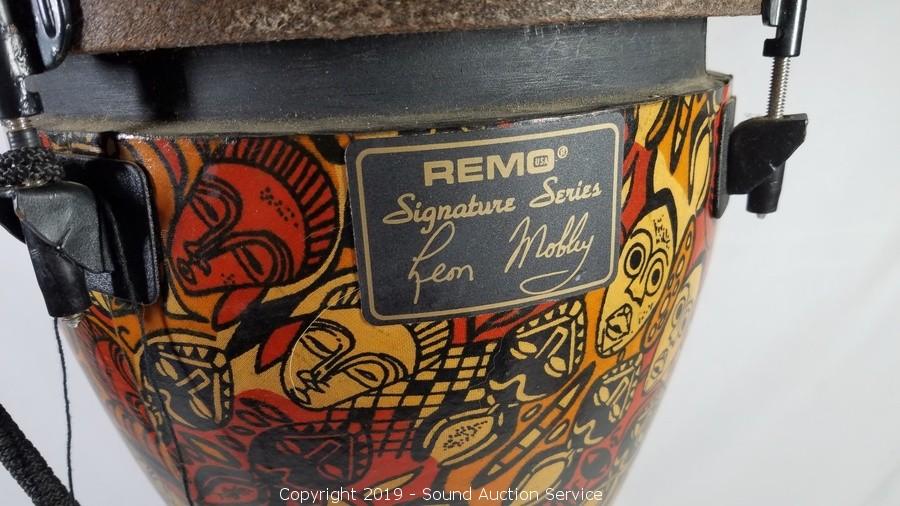 REMO USA ®
Signature Series
Leon Mobley
Copyright 2019 - Sound Auction Service